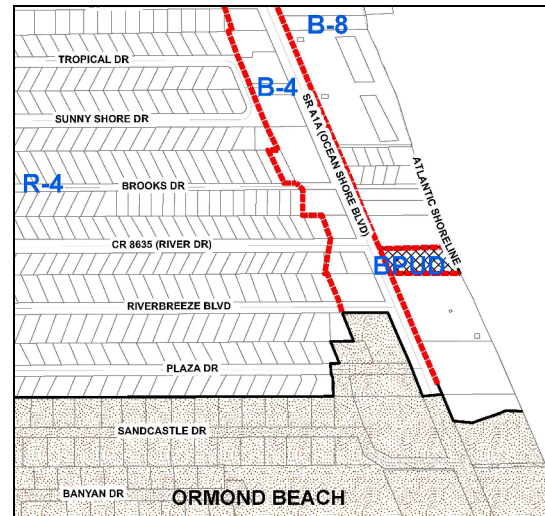 B-8
TROPICAL DR
B-4
SUNNY SHORE DR
SR A1A (OCEAN SHORE BLVD)
ATLANTIC SHORELINE
R-4
BROOKS DR
CR 8635 (RIVER DR)
BPUD
RIVERBREEZE BLVD
PLAZA DR
SANDCASTLE DR
BANYAN DR
ORMOND BEACH